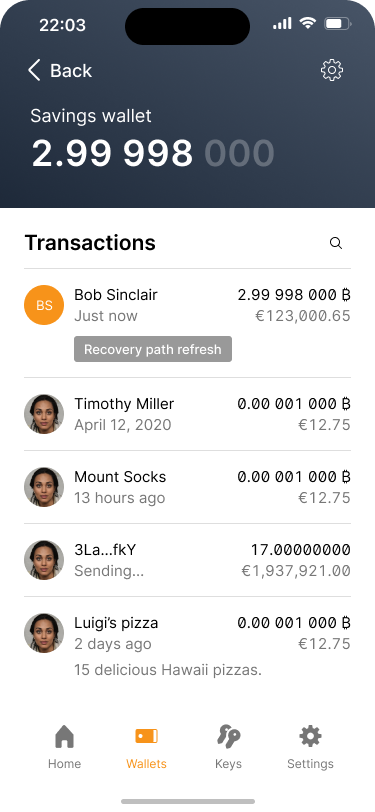 22:03
Back
Savings wallet
2.99 998 000
Transactions
BS
Bob Sinclair
2.99 998 000 ₿
Just now
€123,000.65
Recovery path refresh
Timothy Miller
0.00 001 000 ₿
April 12, 2020
€12.75
Mount Socks
0.00 001 000 ₿
13 hours ago
€12.75
3La...fkY
17.00000000
Sending...
€1,937,921.00
Luigi’s pizza
0.00 001 000 ₿
2 days ago
€12.75
15 delicious Hawaii pizzas.
Home
Wallets
Keys
Settings